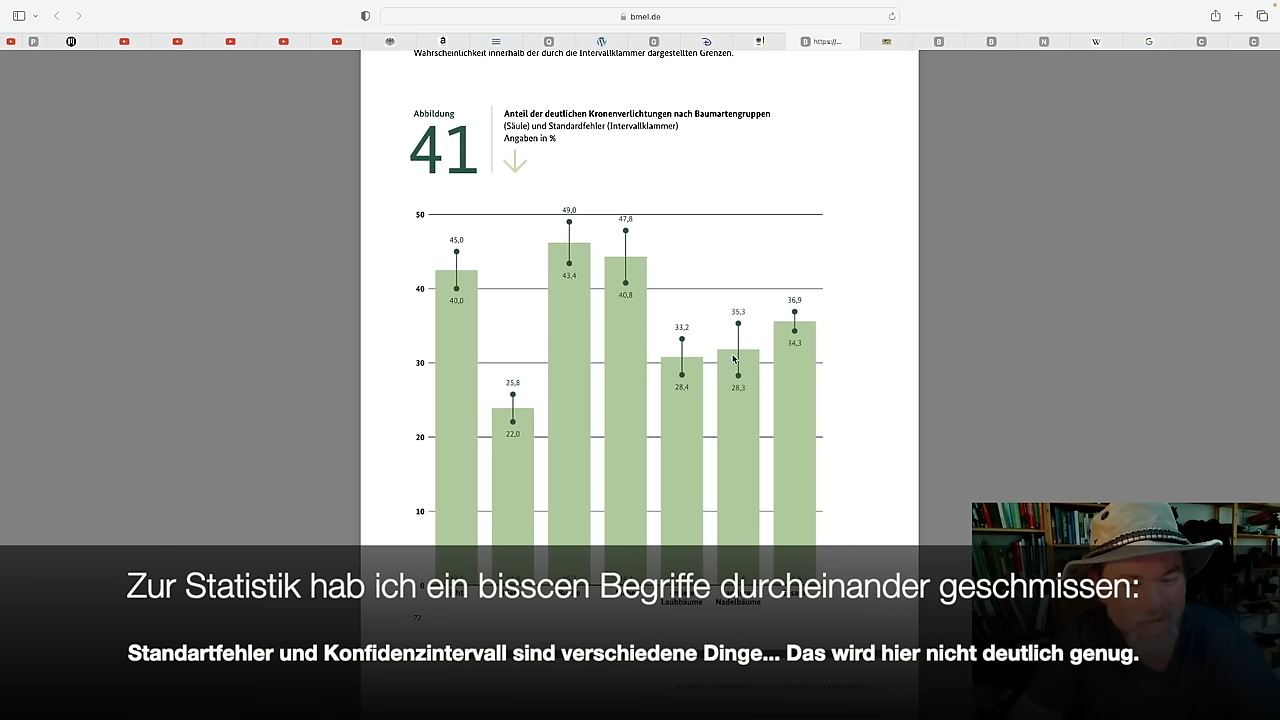 bmel.de
https://...
Wahrscheinlichkeit innerhalb der durch die Intervallklammer dargestellten Grenzen.
Abbildung
41
Anteil der deutlichen Kronenverlichtungen nach Baumartengruppen
(Säule) und Standardfehler (Intervallklammer)
Angaben in %
50
49,0
47,8
45,0
43,4
40
40,0
40,8
36,9
35,3
33,2
34,3
30
28,4
28,3
25,8
22,0
20
10
0
Laubbäume
Nadelbäume
72
Zur Statistik hab ich ein bisscen Begriffe durcheinander geschmissen:
Standartfehler und Konfidenzintervall sind verschiedene Dinge... Das wird hier nicht deutlich genug.